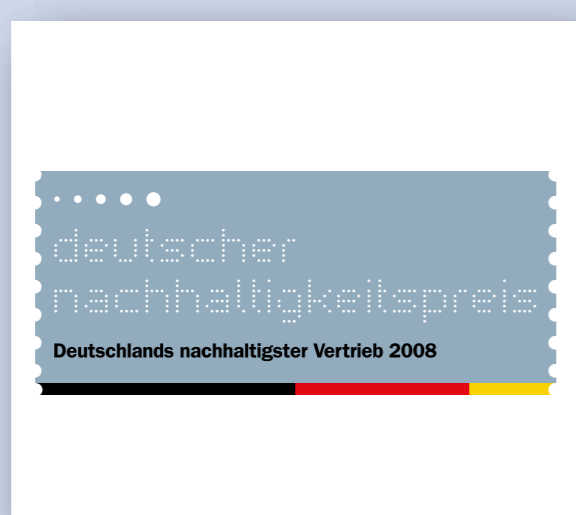 deutscher
nachhaltigkeitspreis
Deutschlands nachhaltigster Vertrieb 2008